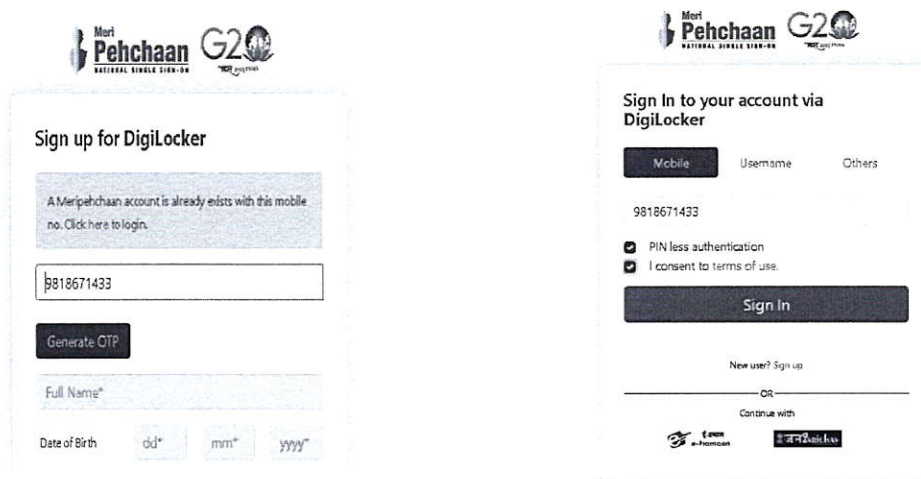 Meri
Pehchaan
NATIONAL SINGLE SIGN-ON
G20
Sign up for DigiLocker
A Meripehchaan account is already exists with this mobile
no. Click here to login.
9818671433
Generate OTP
Full Name*
Date of Birth
dd*
mm*
yyyy*
Meri
Pehchaan
NATIONAL SINGLE SIGN-ON
G20
Sign In to your account via
DigiLocker
Mobile
Username
Others
9818671433
PIN less authentication
I consent to terms of use.
Sign In
New user? Sign up
OR
Continue with
e-Pramaan